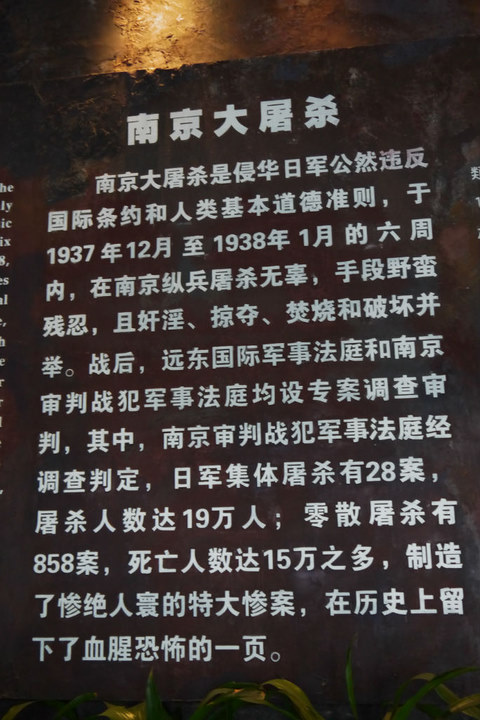 南京大屠杀
南京大屠杀是侵华日军公然违反
国际条约和人类基本道德准则，于
1937年12月至1938年1月的六周
内，在南京纵兵屠杀无辜，手段野蛮
残忍，且奸淫、掠夺、焚烧和破坏并
举。战后，远东国际军事法庭和南京
审判战犯军事法庭均设专案调查审
判，其中，南京审判战犯军事法庭经
调查判定，日军集体屠杀有28案，
屠杀人数达19万人；零散屠杀有
858案，死亡人数达15万之多，制造
了惨绝人寰的特大惨案，在历史上留
下了血腥恐怖的一页。